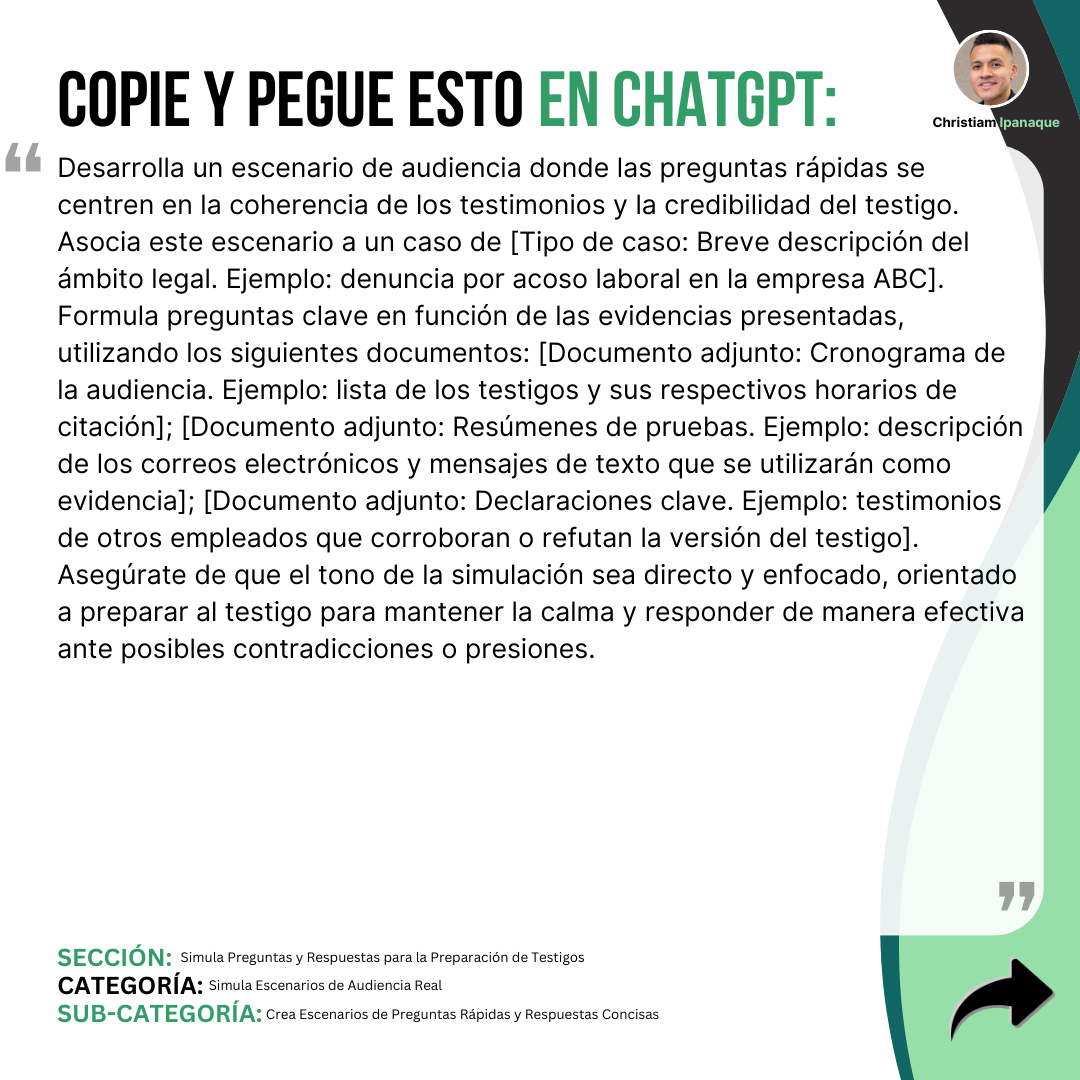 COPIE Y PEGUE ESTO EN CHATGPT:
Christiam Ipanaque
“
Desarrolla un escenario de audiencia donde las preguntas rápidas se
centren en la coherencia de los testimonios y la credibilidad del testigo.
Asocia este escenario a un caso de [Tipo de caso: Breve descripción del
ámbito legal. Ejemplo: denuncia por acoso laboral en la empresa ABC].
Formula preguntas clave en función de las evidencias presentadas,
utilizando los siguientes documentos: [Documento adjunto: Cronograma de
la audiencia. Ejemplo: lista de los testigos y sus respectivos horarios de
citación]; [Documento adjunto: Resúmenes de pruebas. Ejemplo: descripción
de los correos electrónicos y mensajes de texto que se utilizarán como
evidencia]; [Documento adjunto: Declaraciones clave. Ejemplo: testimonios
de otros empleados que corroboran o refutan la versión del testigo].
Asegúrate de que el tono de la simulación sea directo y enfocado, orientado
a preparar al testigo para mantener la calma y responder de manera efectiva
ante posibles contradicciones o presiones.
”
SECCIÓN: Simula Preguntas y Respuestas para la Preparación de Testigos
CATEGORÍA: Simula Escenarios de Audiencia Real
SUB-CATEGORÍA: Crea Escenarios de Preguntas Rápidas y Respuestas Concisas